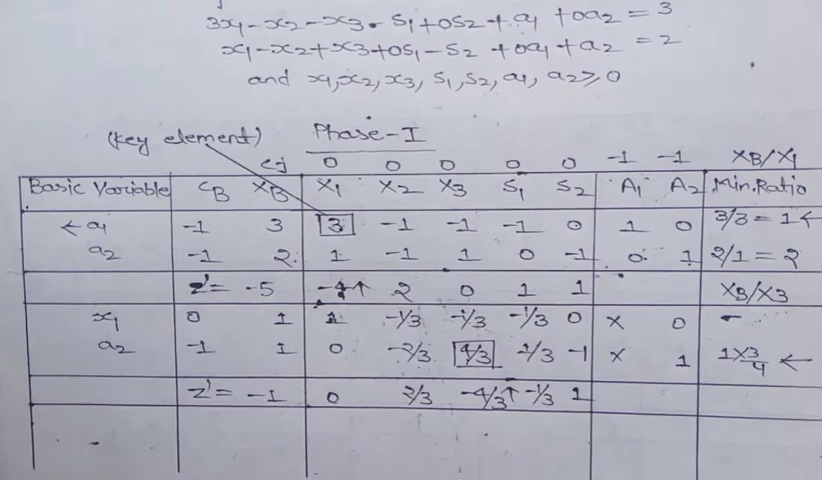 3x1 - x2 - x3 - s1 + 0s2 + a1 + 0a2 = 3
x1 - x2 + x3 + 0s1 - s2 + 0a1 + a2 = 2
and x1, x2, x3, s1, s2, a1, a2 ≥ 0
(Key element) Phase-I
cj 0 0 0 0 0 -1 -1 XB/X1
Basic Variable CB XB X1 X2 X3 S1 S2 A1 A2 Min. Ratio
← a1 -1 3 3 -1 -1 -1 0 1 0 3/3 = 1 ←
a2 -1 2 1 -1 1 0 -1 0 1 2/1 = 2
z' = -5 -4↑ 2 0 1 1 XB/X3
x1 0 1 1 -1/3 -1/3 -1/3 0 x 0 -
a2 -1 1 0 -2/3 4/3 1/3 -1 x 1 1×3/4 ←
z' = -1 0 2/3 -4/3↑ -1/3 1